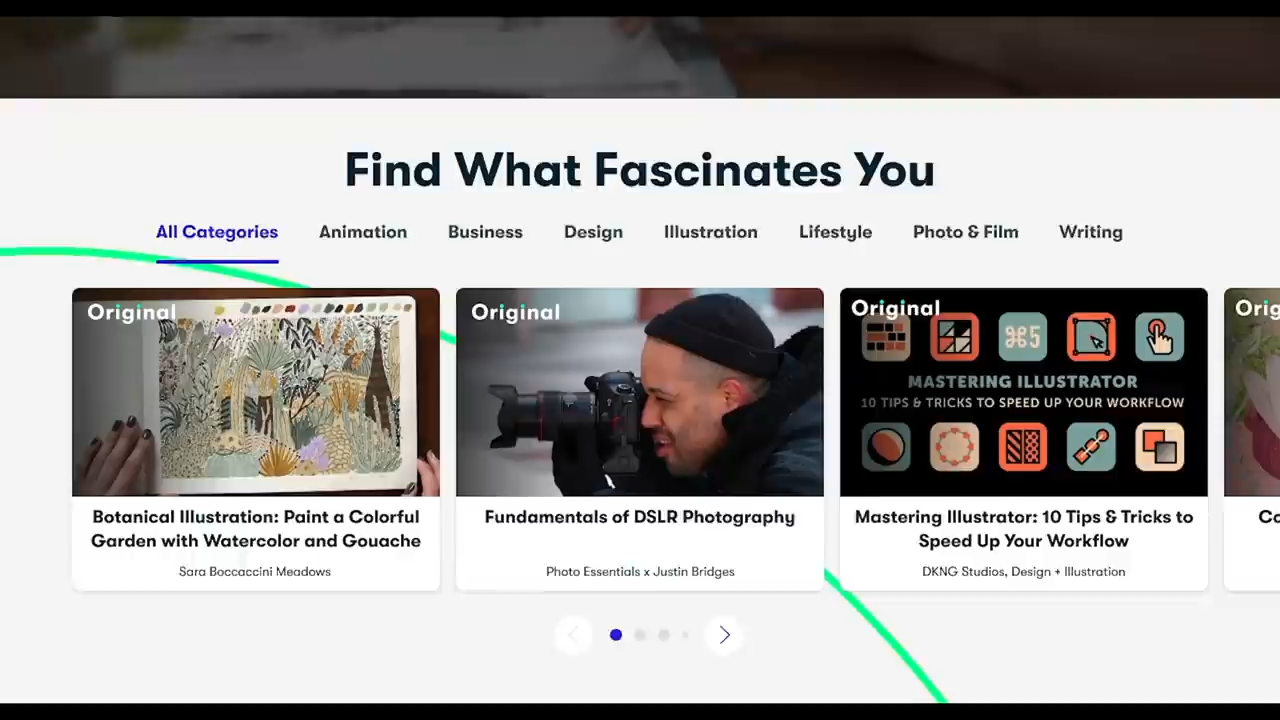 Find What Fascinates You
All Categories Animation Business Design Illustration Lifestyle Photo & Film Writing
Original
Botanical Illustration: Paint a Colorful
Garden with Watercolor and Gouache
Sara Boccaccini Meadows
Original
Fundamentals of DSLR Photography
Photo Essentials x Justin Bridges
Original
⌘5
MASTERING ILLUSTRATOR
10 TIPS & TRICKS TO SPEED UP YOUR WORKFLOW
Mastering Illustrator: 10 Tips & Tricks to
Speed Up Your Workflow
DKNG Studios, Design + Illustration
Orig